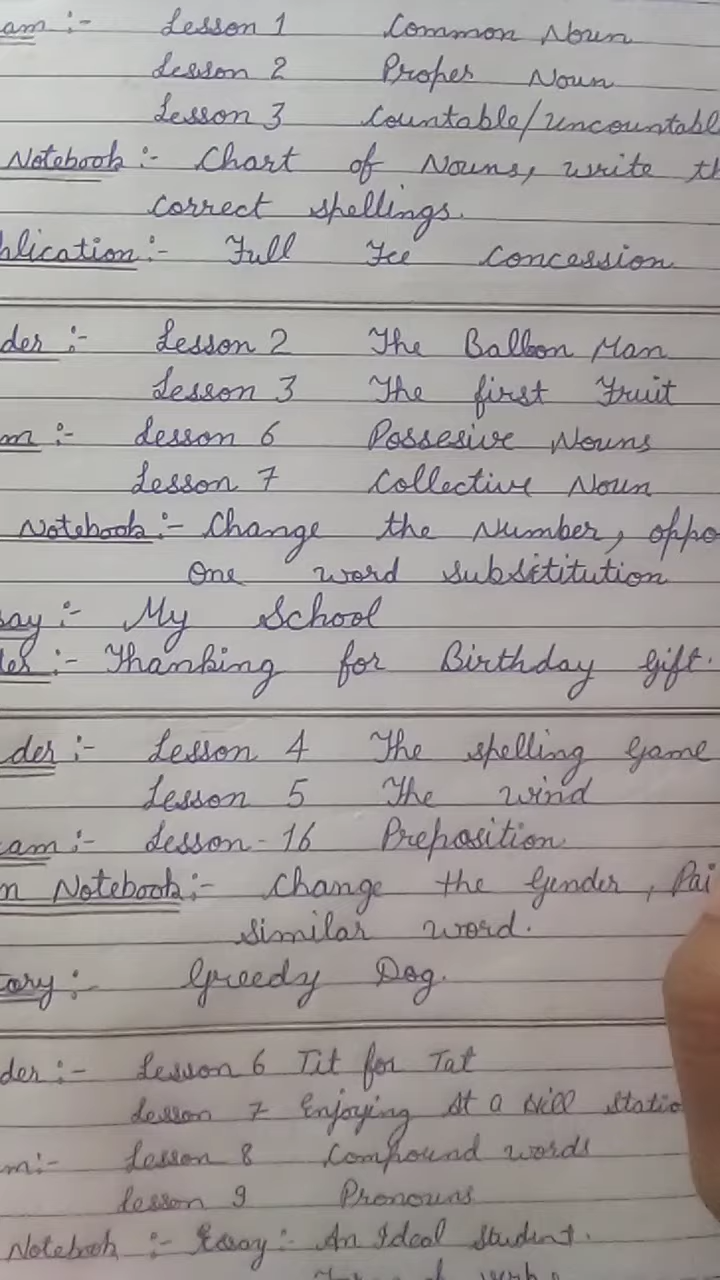 am :- Lesson 1 Common Noun
Lesson 2 Proper Noun
Lesson 3 Countable/Uncountabl
Notebook :- Chart of Nouns, write th
correct spellings.
plication :- Full Fee Concession
der :- Lesson 2 The Balloon Man
Lesson 3 The first Fruit
m :- Lesson 6 Possesive Nouns
Lesson 7 Collective Noun
Notebook :- Change the Number, oppo
One word substitution
say :- My School
ter :- Thanking for Birthday Gift.
der :- Lesson 4 The spelling Game
Lesson 5 The wind
am :- Lesson - 16 Preposition
n Notebook :- Change the Gender, Pai
similar word.
tory :- Greedy Dog.
der :- Lesson 6 Tit for Tat
Lesson 7 Enjoying At a Hill Statio
m :- Lesson 8 Compound words
Lesson 9 Pronouns
Notebook :- Essay :- An Ideal Student.